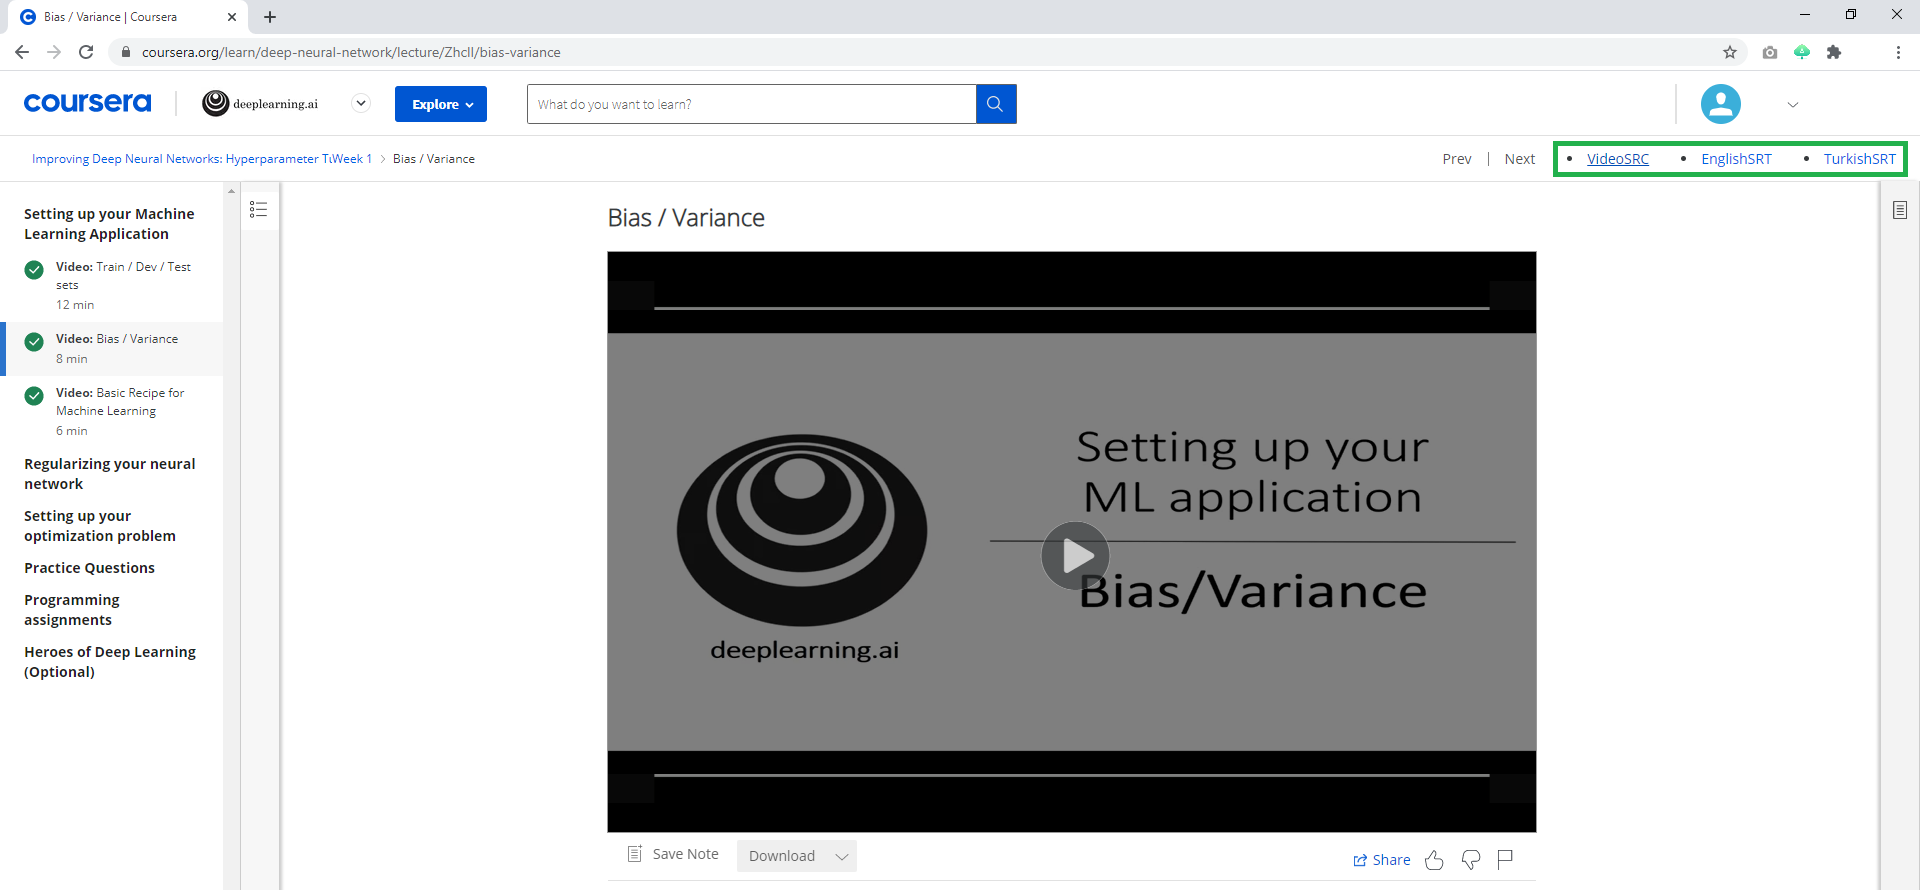 Bias / Variance | Coursera
coursera.org/learn/deep-neural-network/lecture/Zhcll/bias-variance
coursera
deeplearning.ai
Explore
What do you want to learn?
Improving Deep Neural Networks: Hyperparameter Tu
Week 1
Bias / Variance
Prev | Next
VideoSRC
EnglishSRT
TurkishSRT
Setting up your Machine
Learning Application
Video: Train / Dev / Test
sets
12 min
Video: Bias / Variance
8 min
Video: Basic Recipe for
Machine Learning
6 min
Regularizing your neural
network
Setting up your
optimization problem
Practice Questions
Programming
assignments
Heroes of Deep Learning
(Optional)
Bias / Variance
Setting up your
ML application
Bias/Variance
deeplearning.ai
Save Note
Download
Share